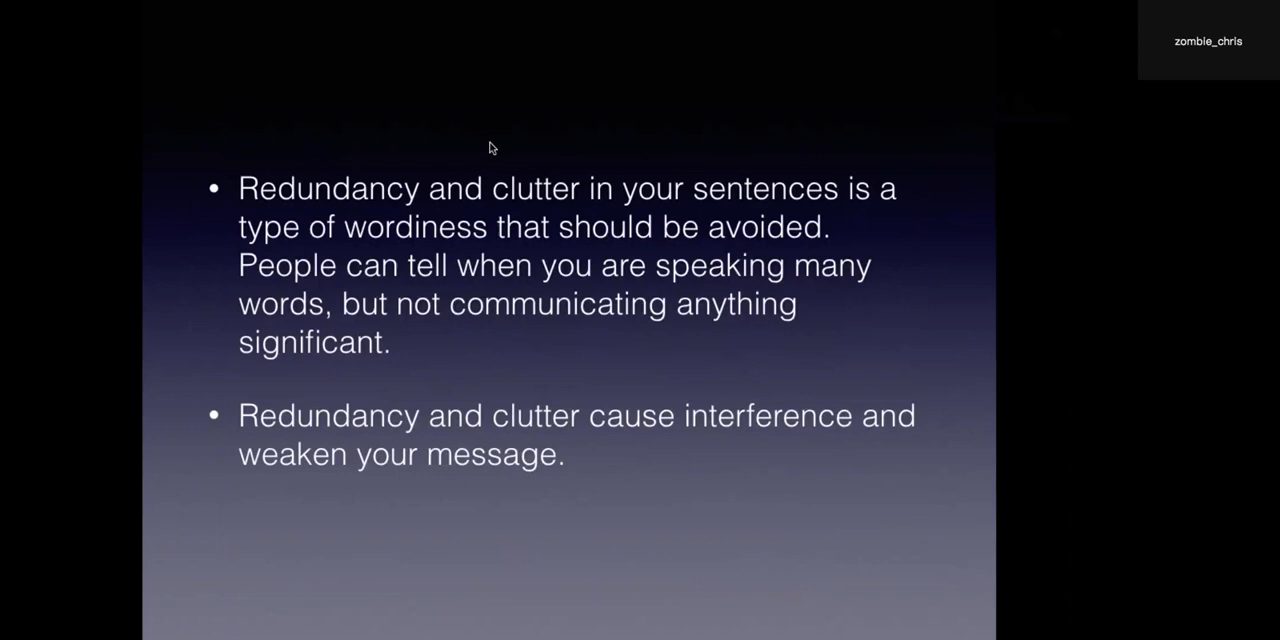 zombie_chris
• Redundancy and clutter in your sentences is a
type of wordiness that should be avoided.
People can tell when you are speaking many
words, but not communicating anything
significant.
• Redundancy and clutter cause interference and
weaken your message.